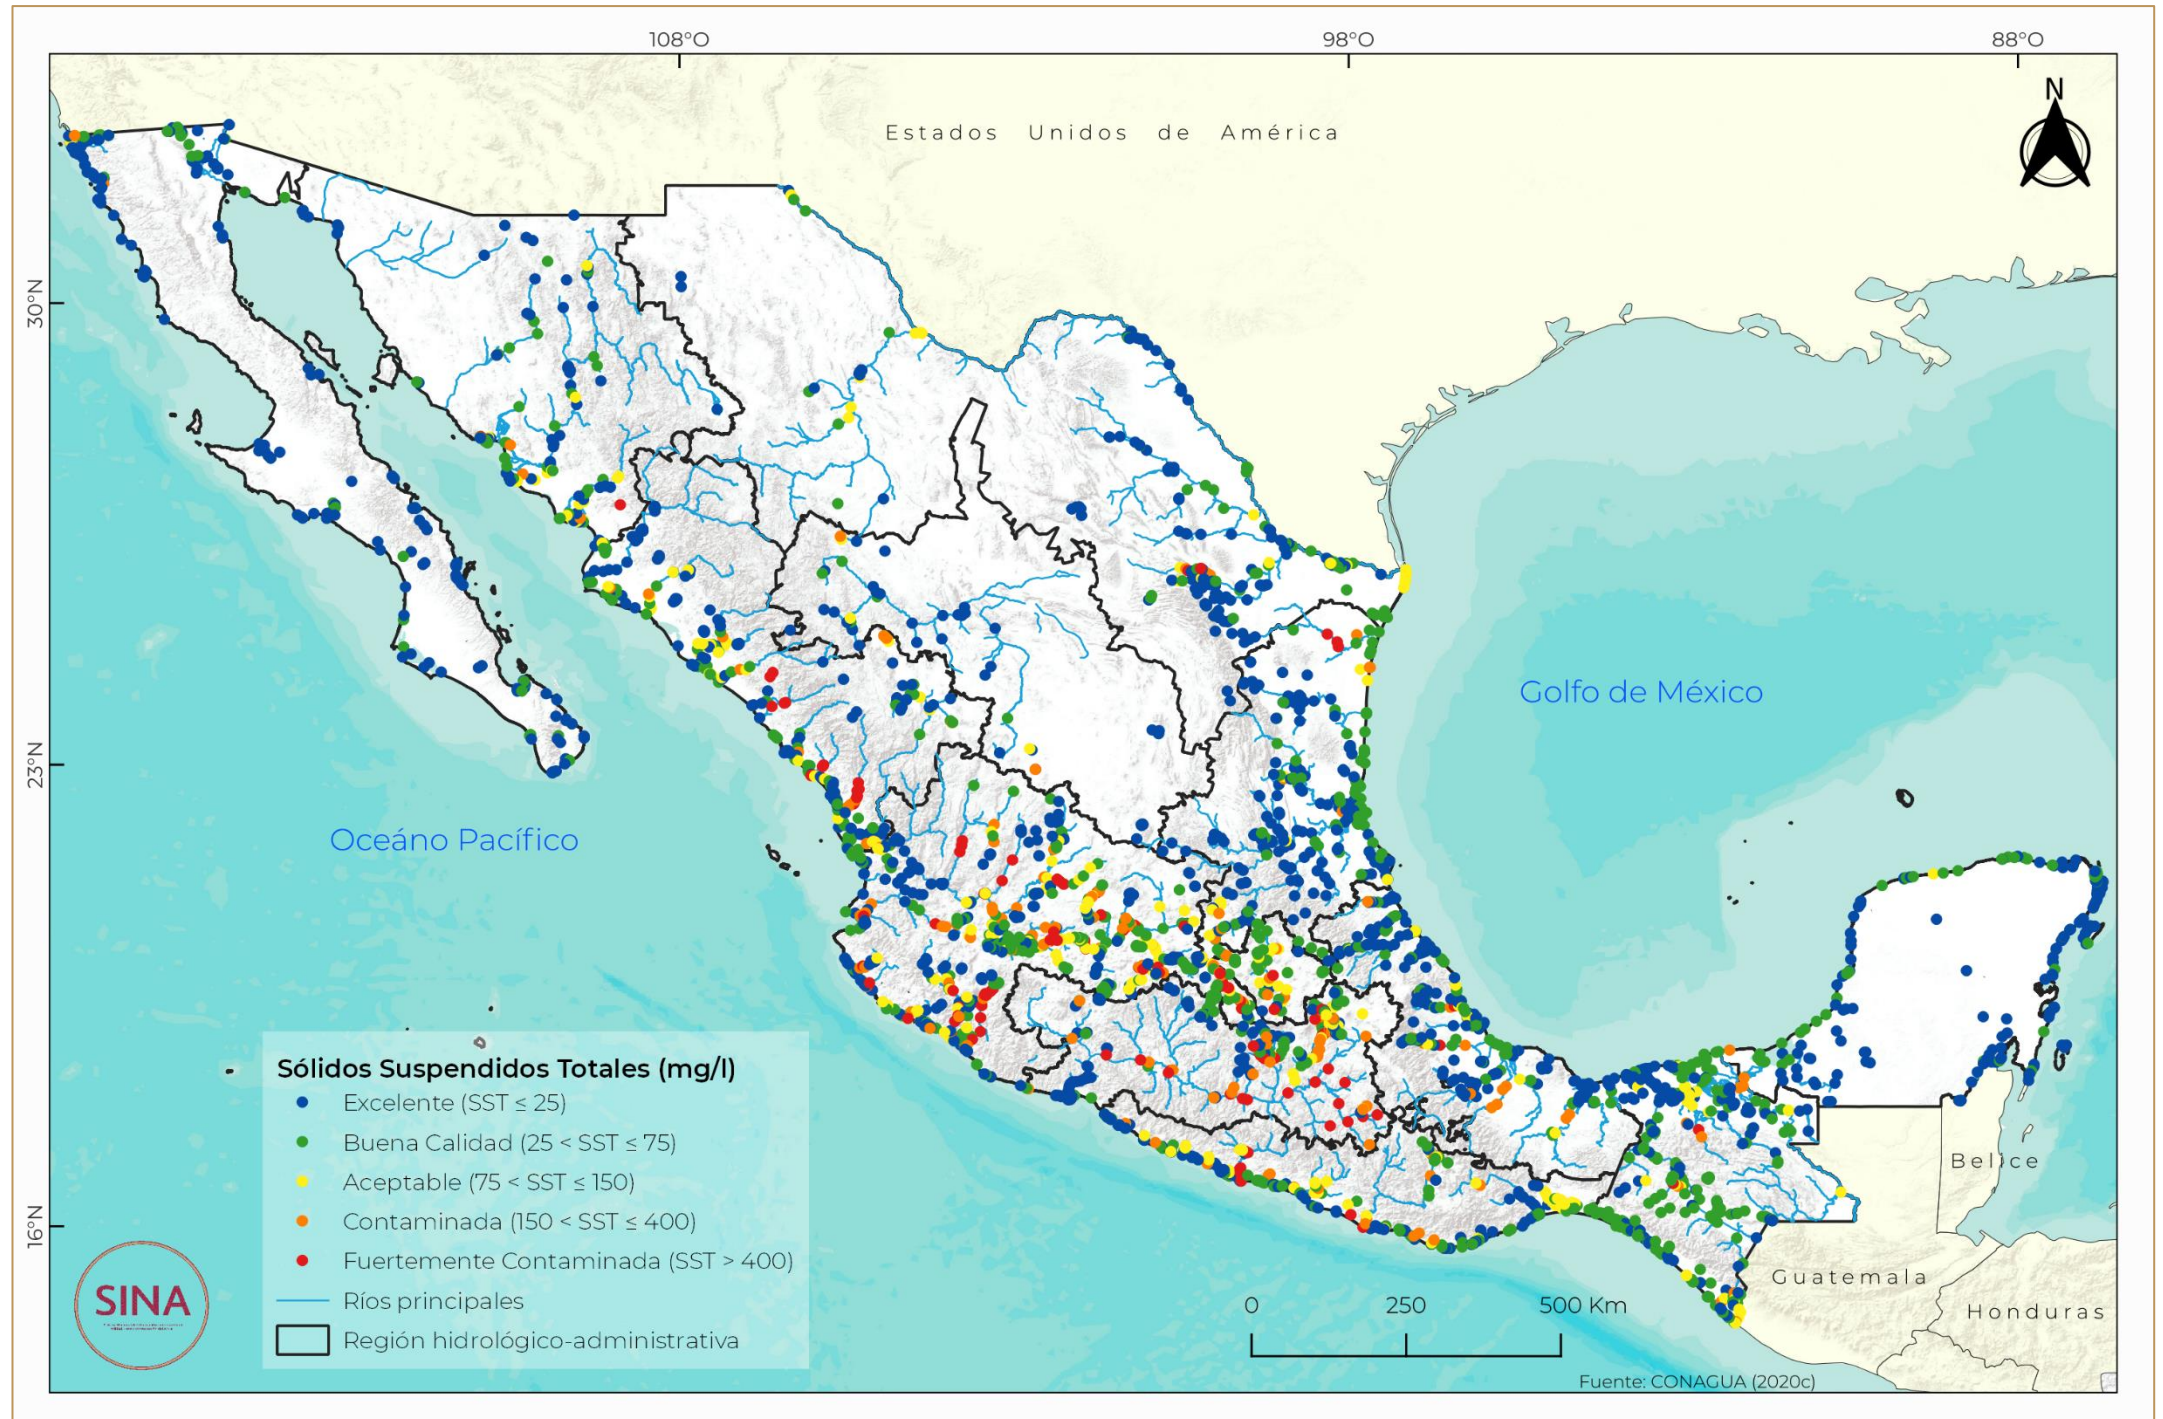 108°O
98°O
88°O
N
Estados Unidos de América
30°N
Golfo de México
23°N
Oceáno Pacífico
Sólidos Suspendidos Totales (mg/l)
Excelente (SST ≤ 25)
Buena Calidad (25 < SST ≤ 75)
Aceptable (75 < SST ≤ 150)
Contaminada (150 < SST ≤ 400)
Fuertemente Contaminada (SST > 400)
Ríos principales
Región hidrológico-administrativa
Belice
16°N
Guatemala
Honduras
SINA
0 250 500 Km
Fuente: CONAGUA (2020c)